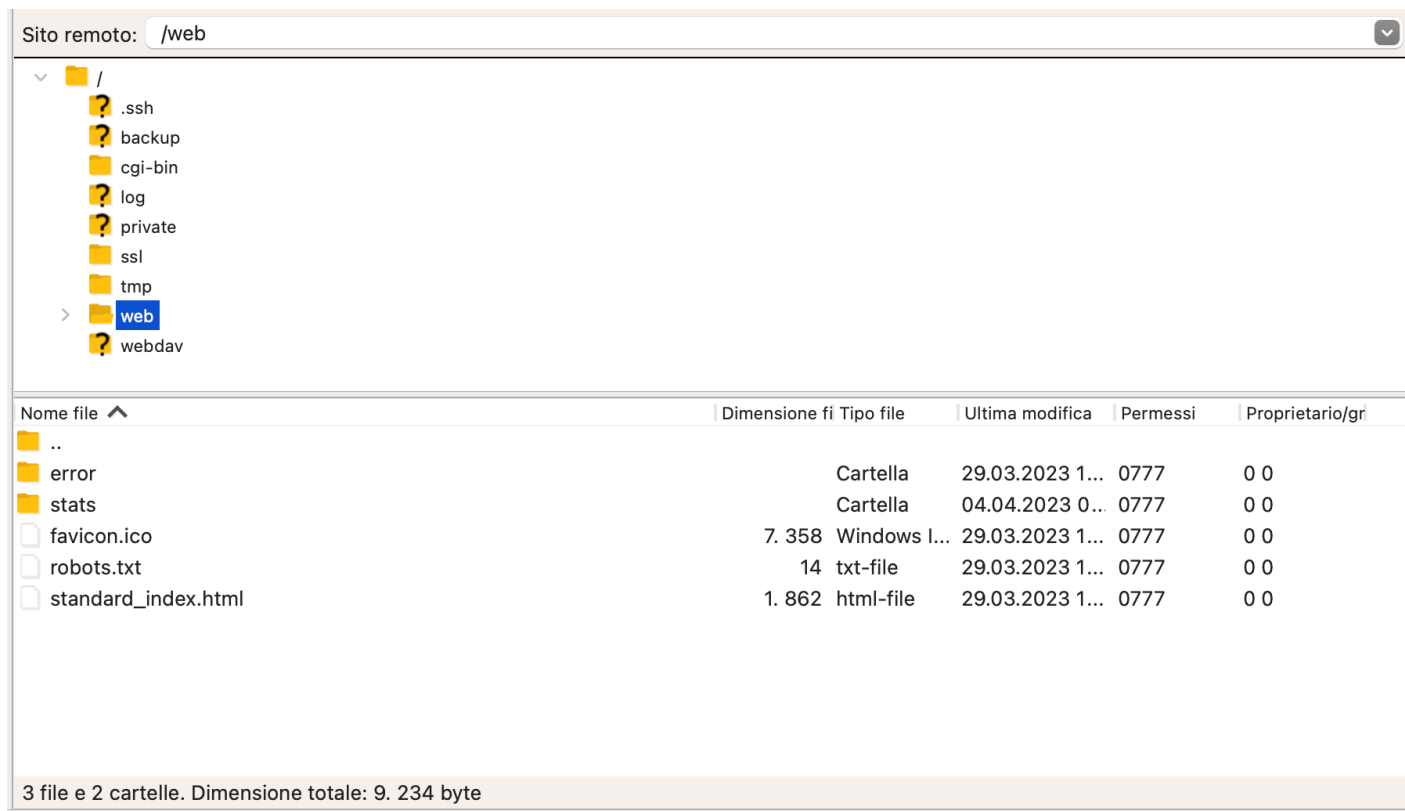 Sito remoto: /web
/
.ssh
backup
cgi-bin
log
private
ssl
tmp
web
webdav
Nome file Dimensione fi Tipo file Ultima modifica Permessi Proprietario/gr
..
error Cartella 29.03.2023 1... 0777 0 0
stats Cartella 04.04.2023 0... 0777 0 0
favicon.ico 7. 358 Windows I... 29.03.2023 1... 0777 0 0
robots.txt 14 txt-file 29.03.2023 1... 0777 0 0
standard_index.html 1. 862 html-file 29.03.2023 1... 0777 0 0
3 file e 2 cartelle. Dimensione totale: 9. 234 byte